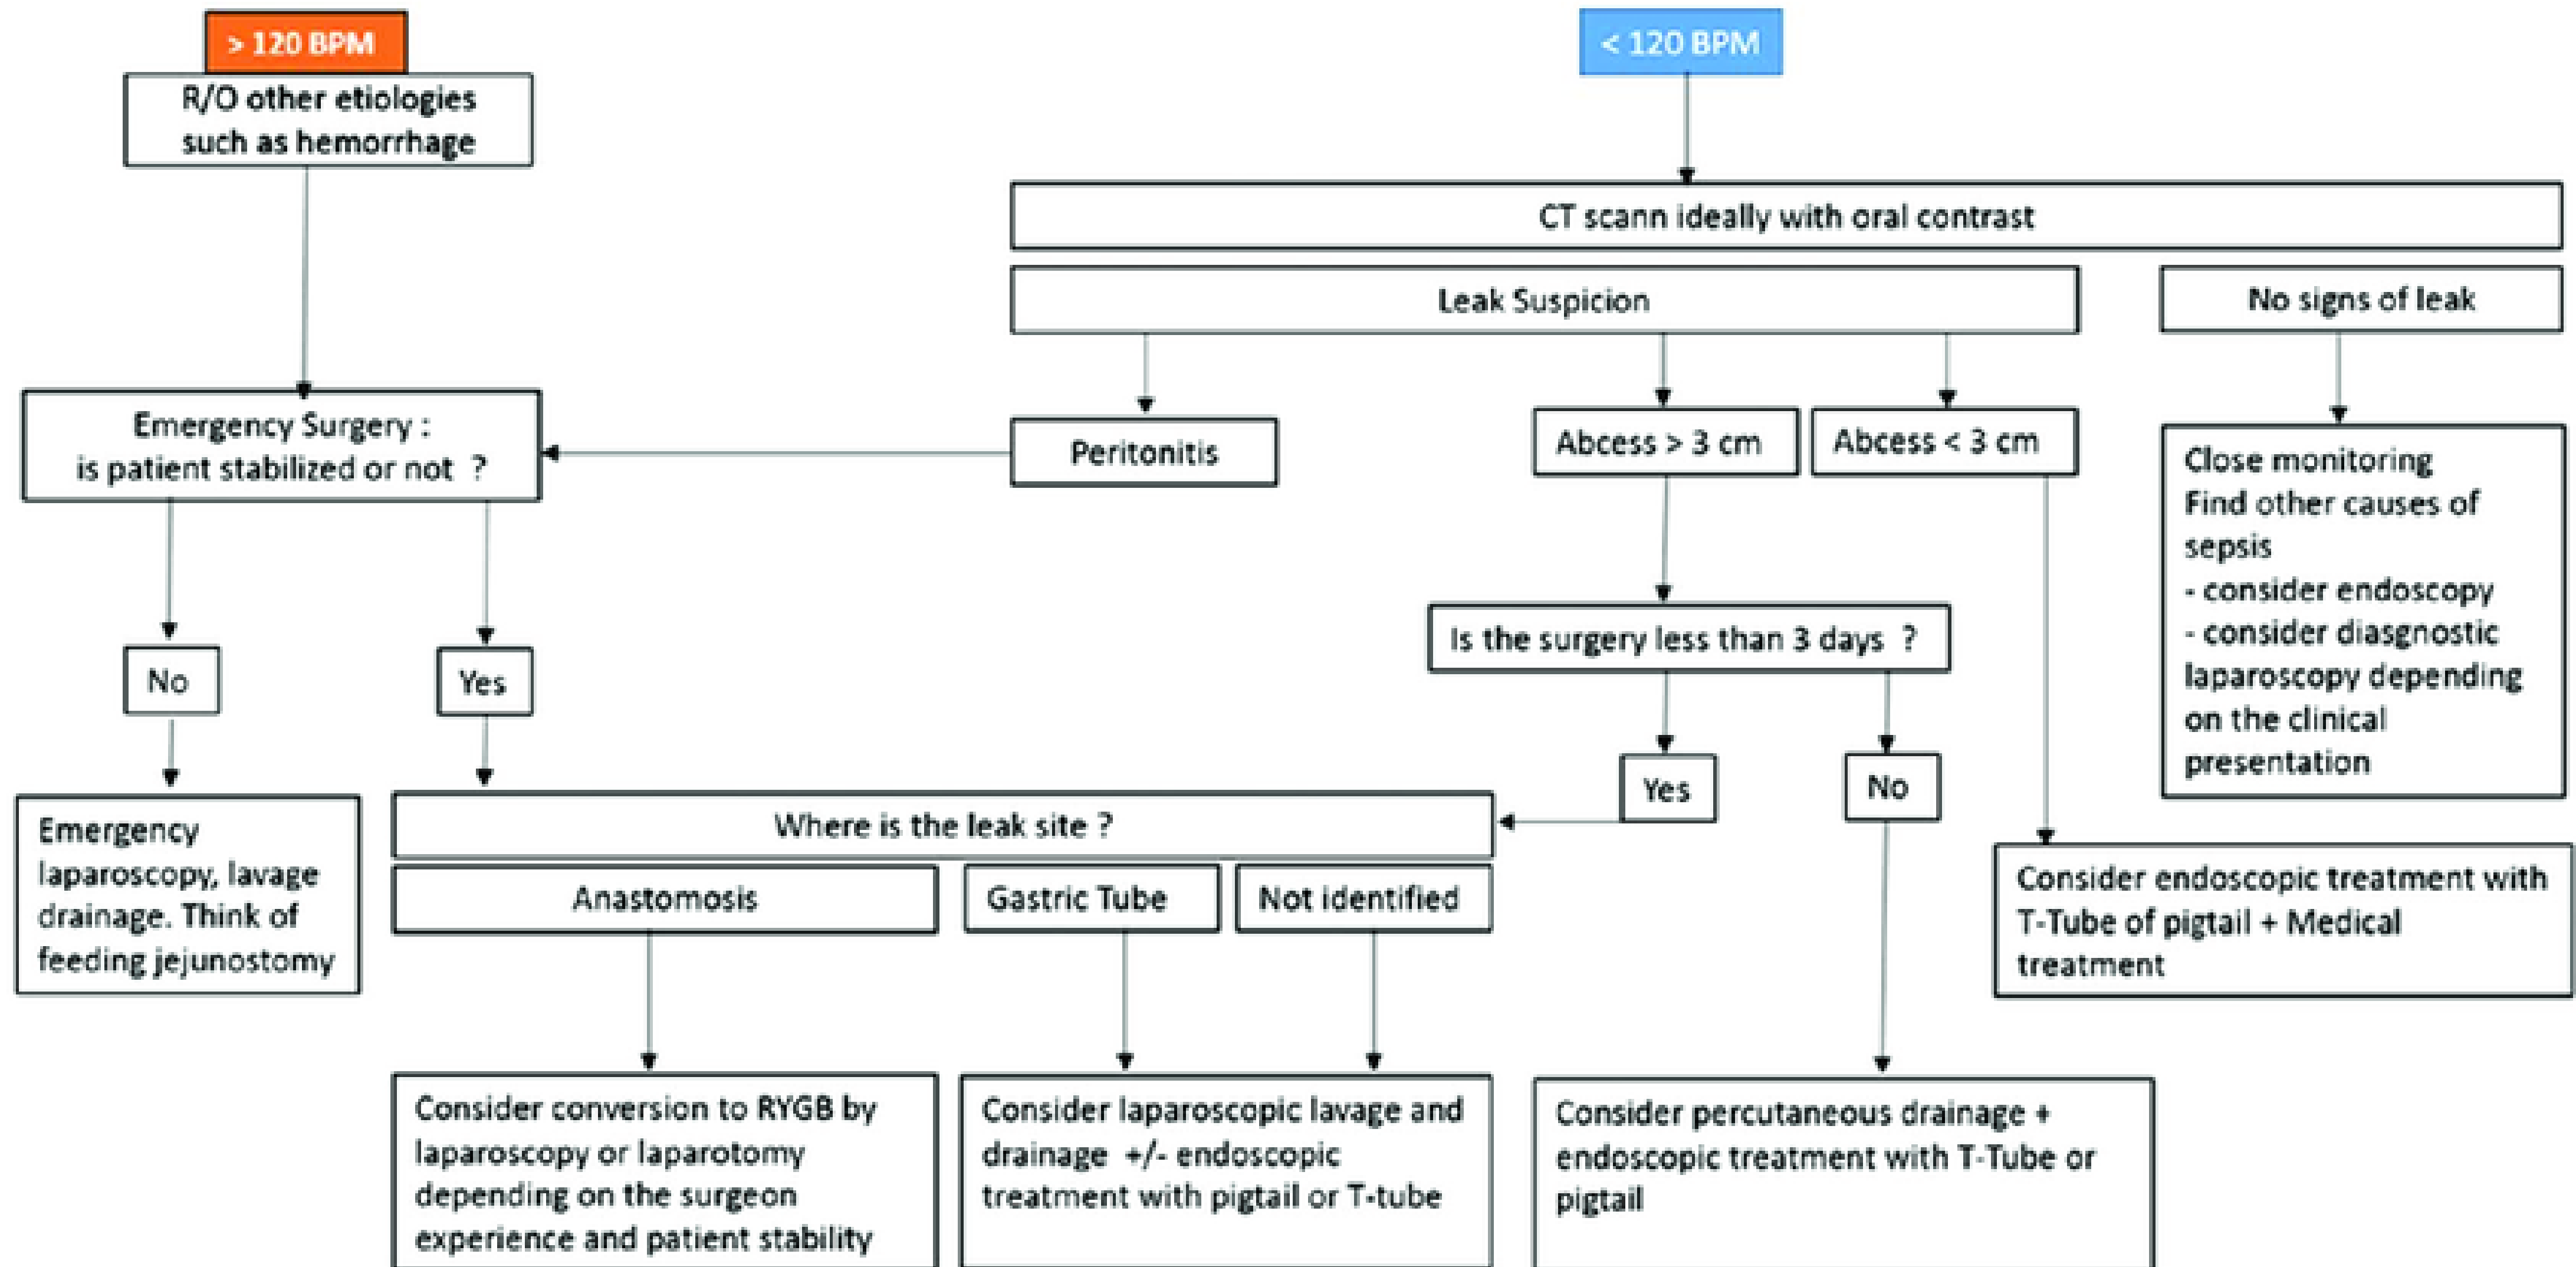 > 120 BPM
R/O other etiologies
such as hemorrhage
< 120 BPM
CT scann ideally with oral contrast
Leak Suspicion
No signs of leak
Emergency Surgery :
is patient stabilized or not ?
Peritonitis
Abcess > 3 cm
Abcess < 3 cm
Close monitoring
Find other causes of
sepsis
- consider endoscopy
- consider diasgnostic
laparoscopy depending
on the clinical
presentation
Is the surgery less than 3 days ?
No
Yes
Yes
No
Emergency
laparoscopy, lavage
drainage. Think of
feeding jejunostomy
Where is the leak site ?
Anastomosis
Gastric Tube
Not identified
Consider endoscopic treatment with
T-Tube of pigtail + Medical
treatment
Consider conversion to RYGB by
laparoscopy or laparotomy
depending on the surgeon
experience and patient stability
Consider laparoscopic lavage and
drainage +/- endoscopic
treatment with pigtail or T-tube
Consider percutaneous drainage +
endoscopic treatment with T-Tube or
pigtail